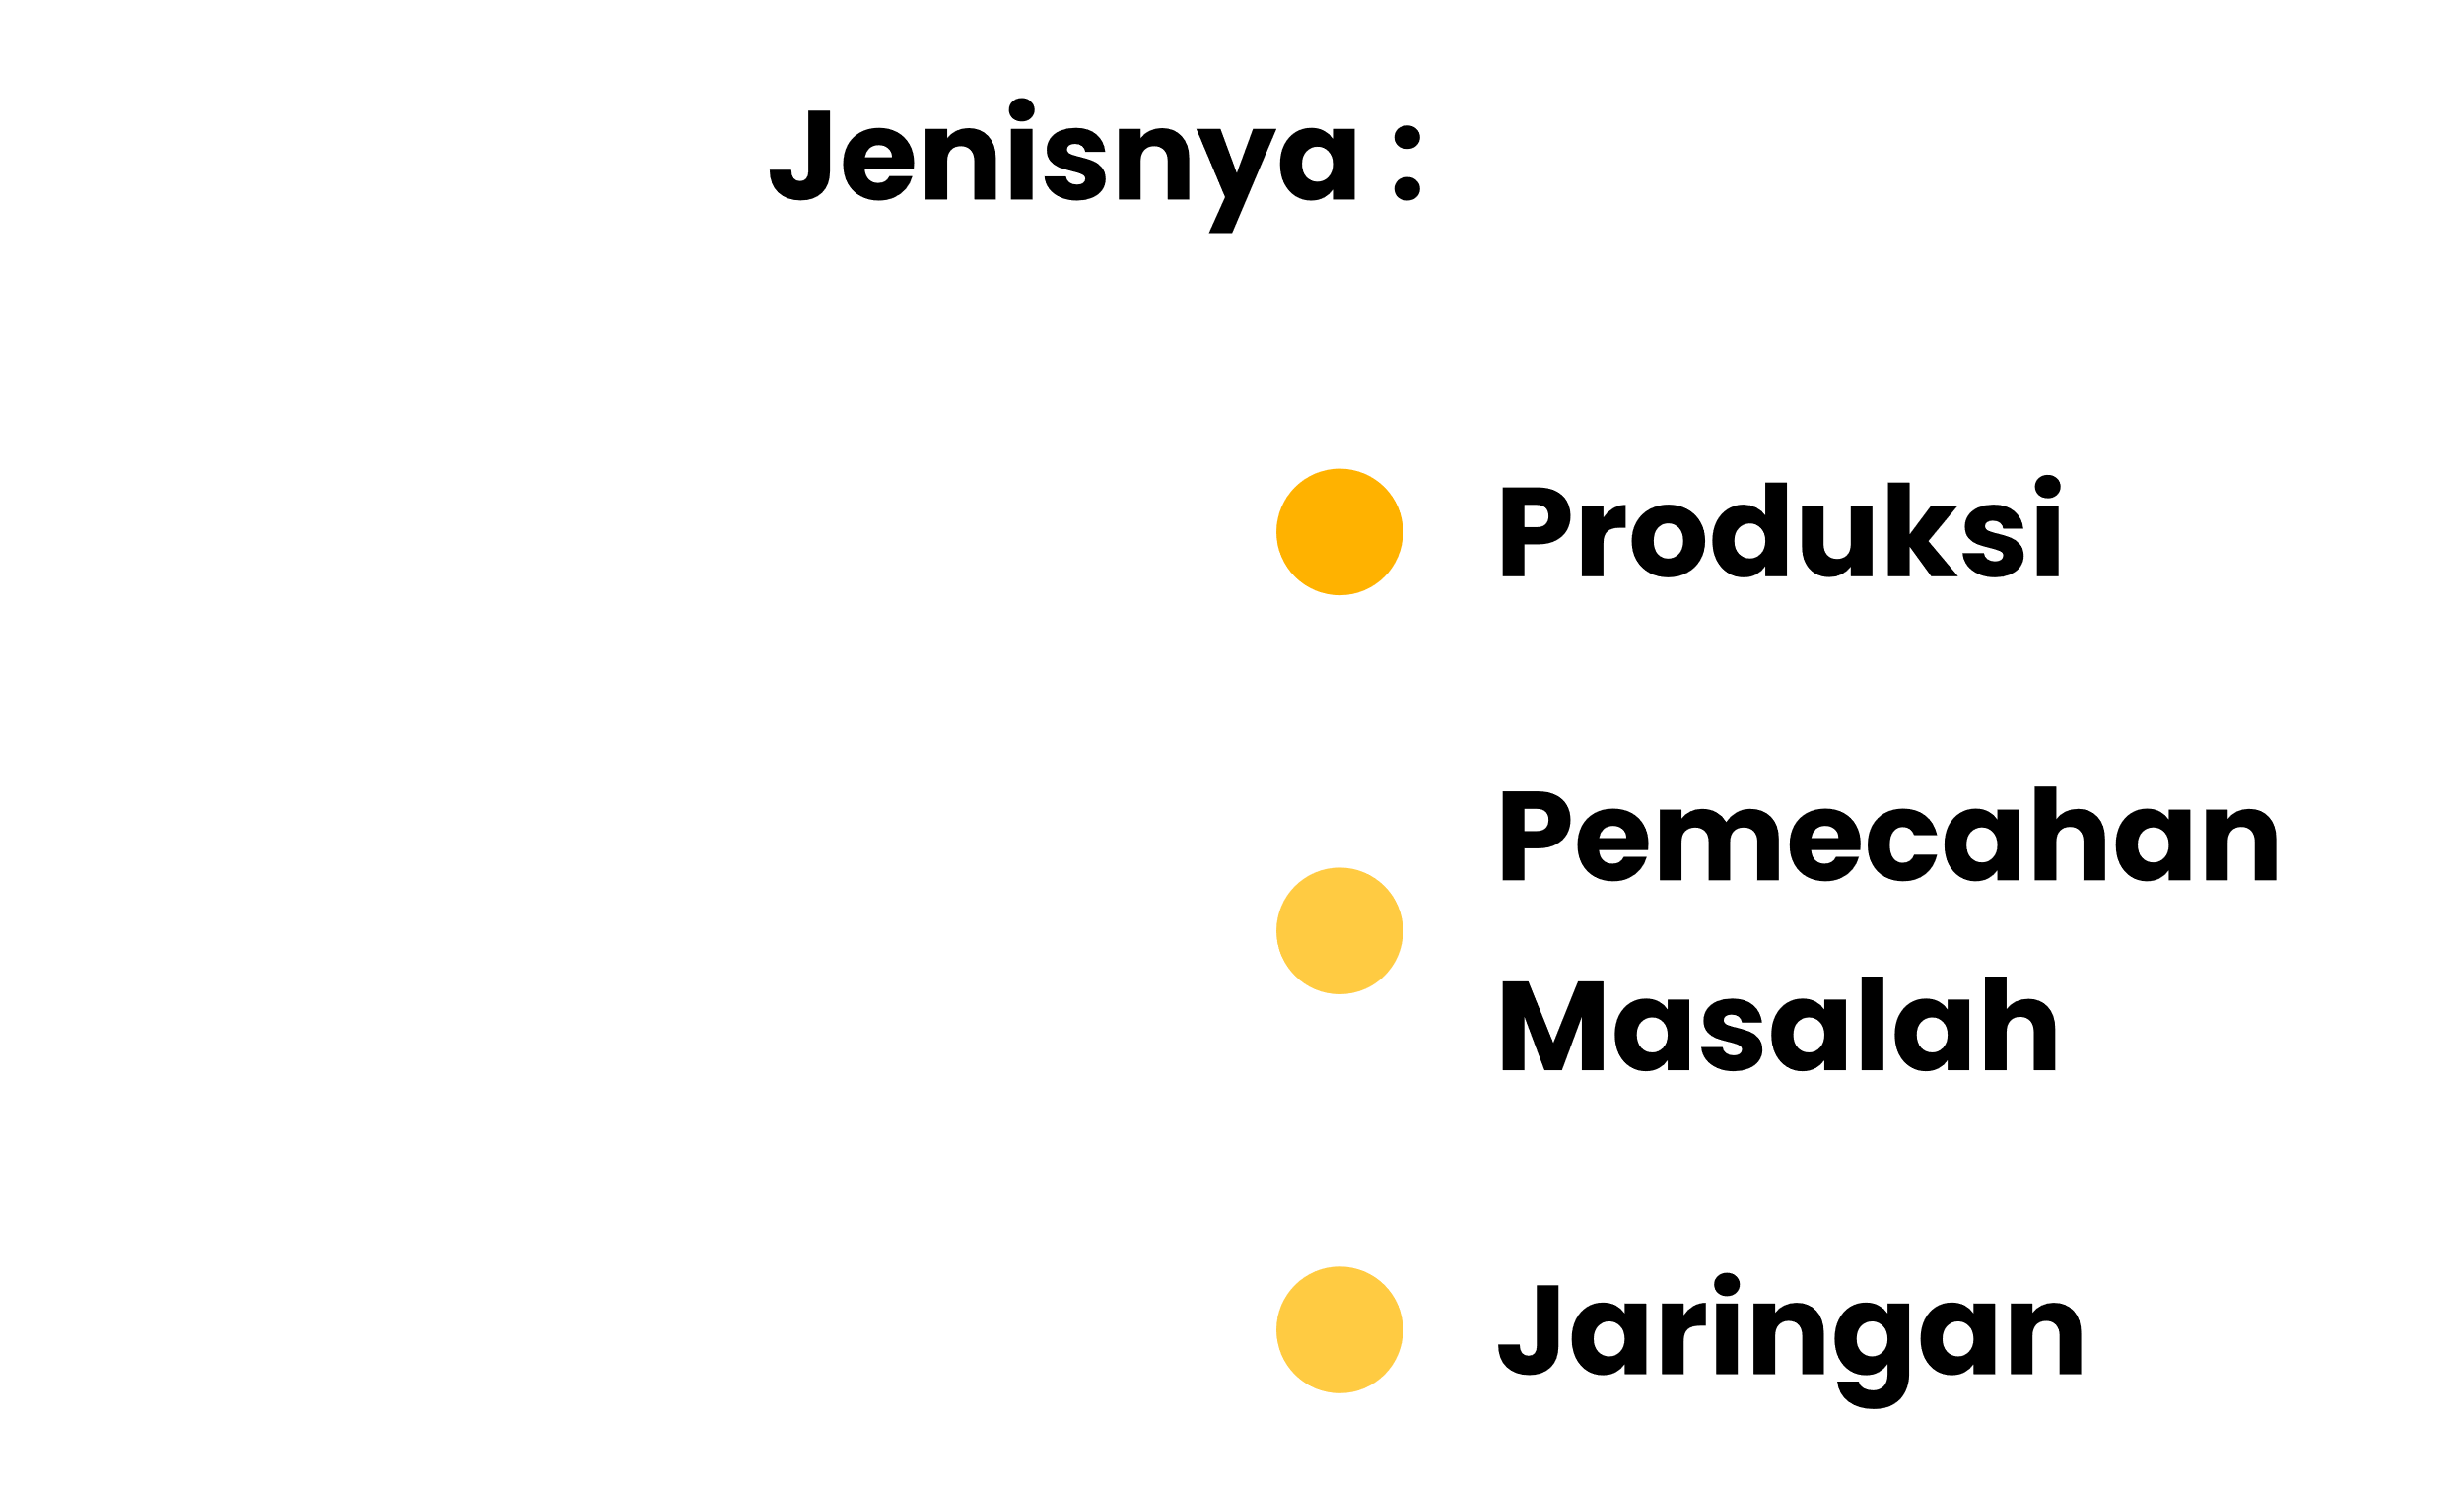 Jenisnya :
Produksi
Pemecahan
Masalah
Jaringan